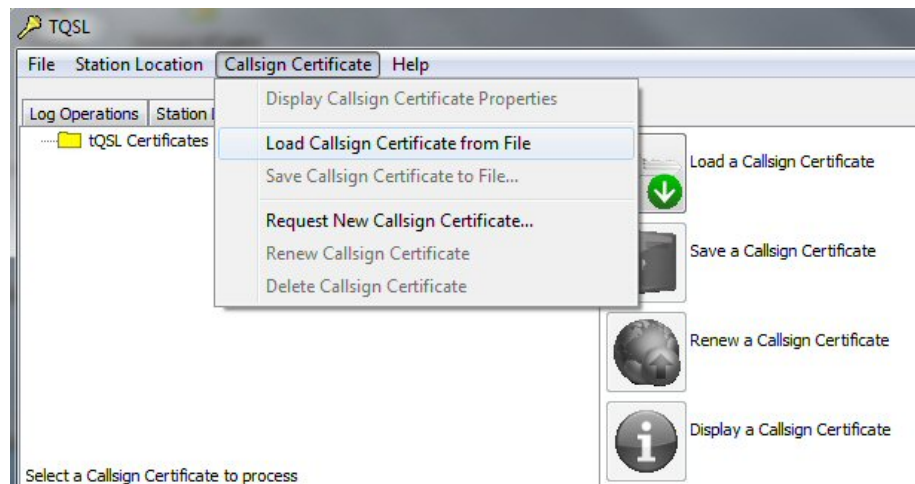 TQSL
File Station Location Callsign Certificate Help
Display Callsign Certificate Properties
Load Callsign Certificate from File
Save Callsign Certificate to File...
Request New Callsign Certificate...
Renew Callsign Certificate
Delete Callsign Certificate
Log Operations Station
tQSL Certificates
Load a Callsign Certificate
Save a Callsign Certificate
Renew a Callsign Certificate
Display a Callsign Certificate
Select a Callsign Certificate to process